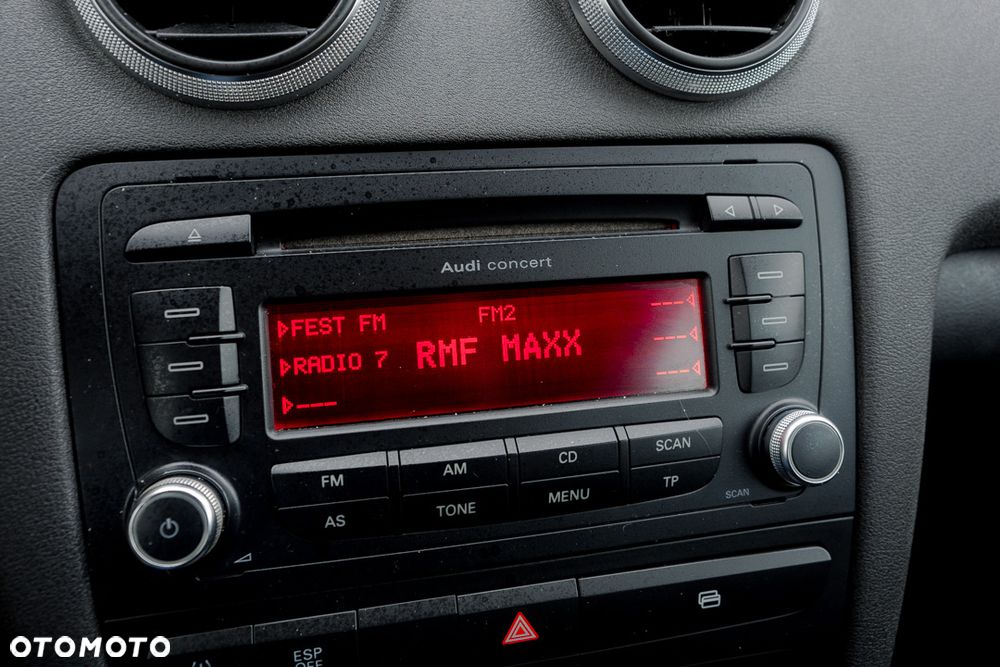 Audi concert
FEST FM
FM2
---
RADIO 7
RMF MAXX
---
---
---
FM
AM
CD
SCAN
AS
TONE
MENU
TP
SCAN
ESP
OFF
OTOMOTO